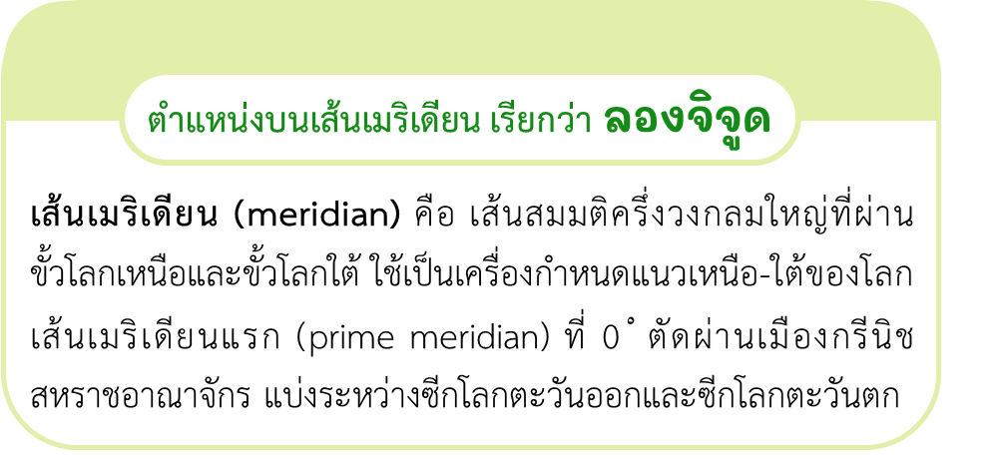 ตำแหน่งบนเส้นเมริเดียน เรียกว่า ลองจิจูด
เส้นเมริเดียน (meridian) คือ เส้นสมมติครึ่งวงกลมใหญ่ที่ผ่าน
ขั้วโลกเหนือและขั้วโลกใต้ ใช้เป็นเครื่องกำหนดแนวเหนือ-ใต้ของโลก
เส้นเมริเดียนแรก (prime meridian) ที่ 0 ํ ตัดผ่านเมืองกรีนิช
สหราชอาณาจักร แบ่งระหว่างซีกโลกตะวันออกและซีกโลกตะวันตก